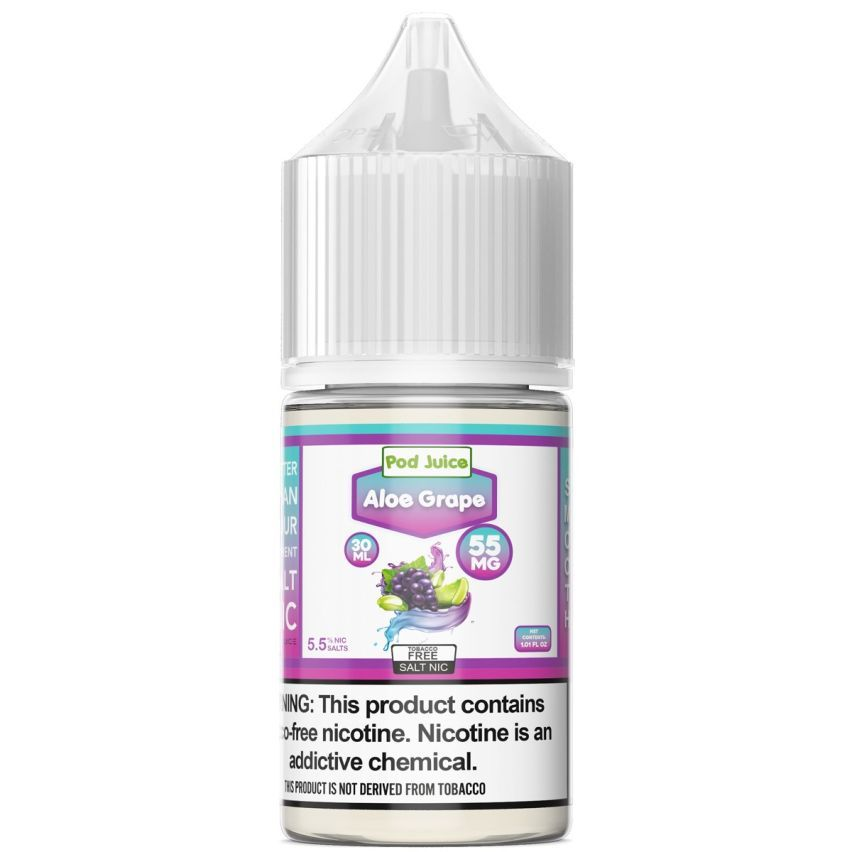 Pod Juice
Aloe Grape
30
ML
55
MG
5.5% NIC
SALTS
TOBACCO
FREE
SALT NIC
NET
CONTENTS:
1.01 FL OZ
SMOOTH
NING: This product contains
co-free nicotine. Nicotine is an
addictive chemical.
THIS PRODUCT IS NOT DERIVED FROM TOBACCO